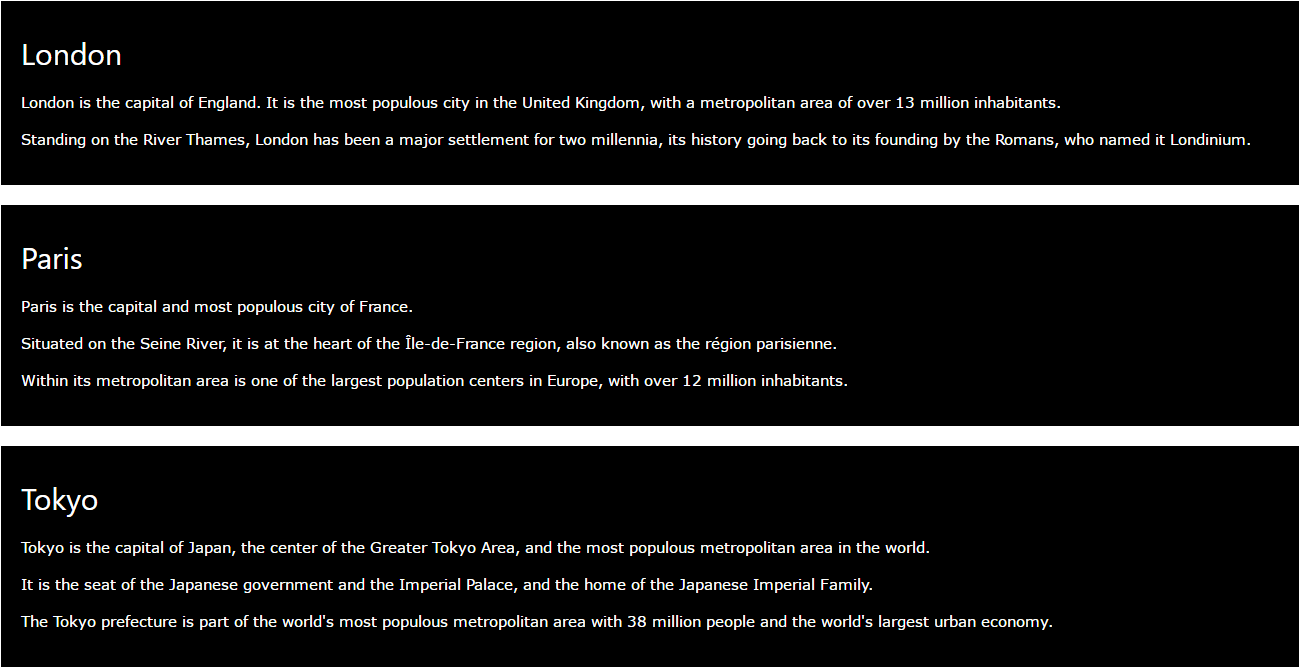 London
London is the capital of England. It is the most populous city in the United Kingdom, with a metropolitan area of over 13 million inhabitants.
Standing on the River Thames, London has been a major settlement for two millennia, its history going back to its founding by the Romans, who named it Londinium.
Paris
Paris is the capital and most populous city of France.
Situated on the Seine River, it is at the heart of the Île-de-France region, also known as the région parisienne.
Within its metropolitan area is one of the largest population centers in Europe, with over 12 million inhabitants.
Tokyo
Tokyo is the capital of Japan, the center of the Greater Tokyo Area, and the most populous metropolitan area in the world.
It is the seat of the Japanese government and the Imperial Palace, and the home of the Japanese Imperial Family.
The Tokyo prefecture is part of the world's most populous metropolitan area with 38 million people and the world's largest urban economy.